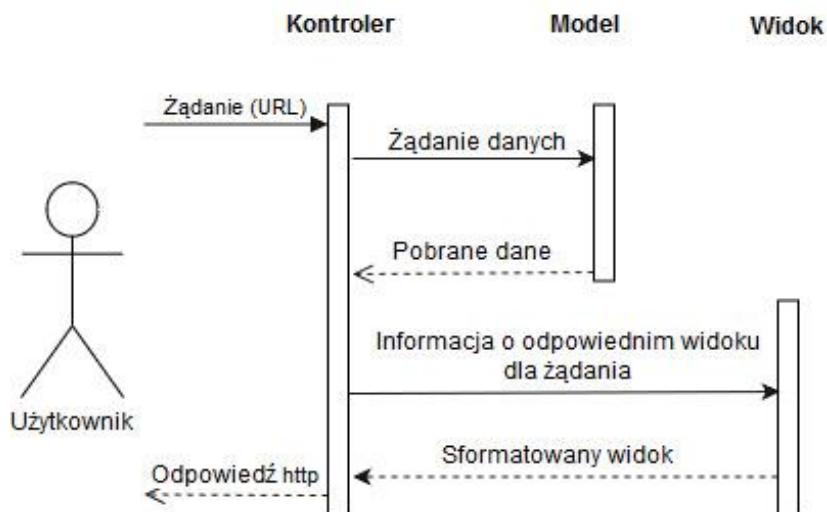 Kontroler Model Widok
Żądanie (URL)
Żądanie danych
Pobrane dane
Informacja o odpowiednim widoku
dla żądania
Użytkownik
Sformatowany widok
Odpowiedź http